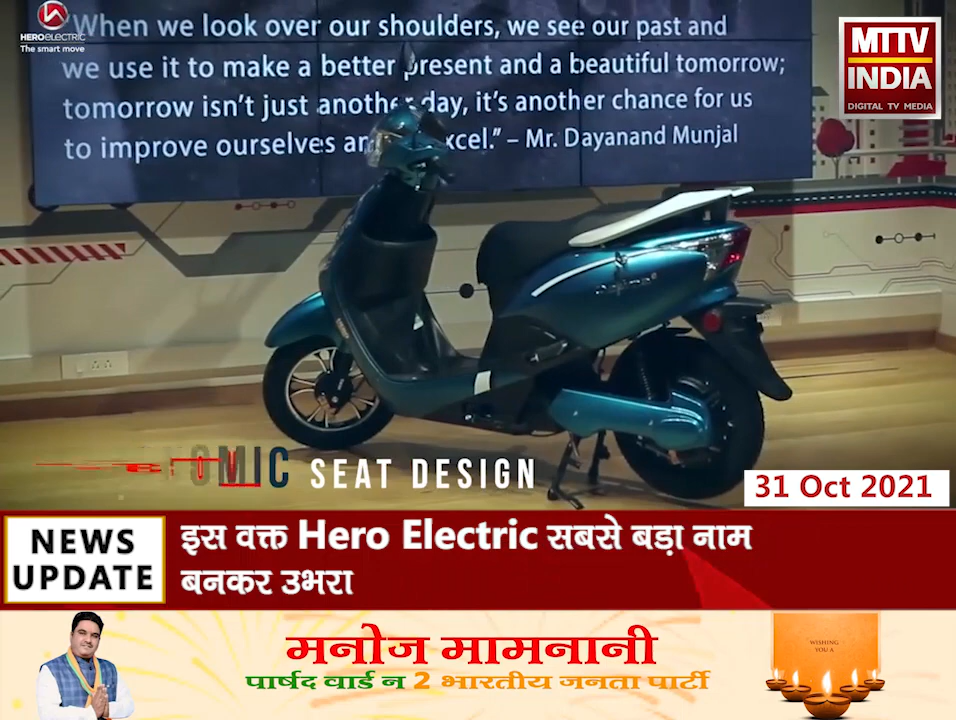 HERO ELECTRIC
The smart move
"When we look over our shoulders, we see our past and
we use it to make a better present and a beautiful tomorrow;
tomorrow isn't just another day, it's another chance for us
to improve ourselves an xcel." – Mr. Dayanand Munjal
MTTV
INDIA
DIGITAL TV MEDIA
OMIC SEAT DESIGN
31 Oct 2021
NEWS
UPDATE
इस वक्त Hero Electric सबसे बड़ा नाम
बनकर उभरा
मनोज मामनानी
पार्षद वार्ड न 2 भारतीय जनता पार्टी
WISHING
YOU A